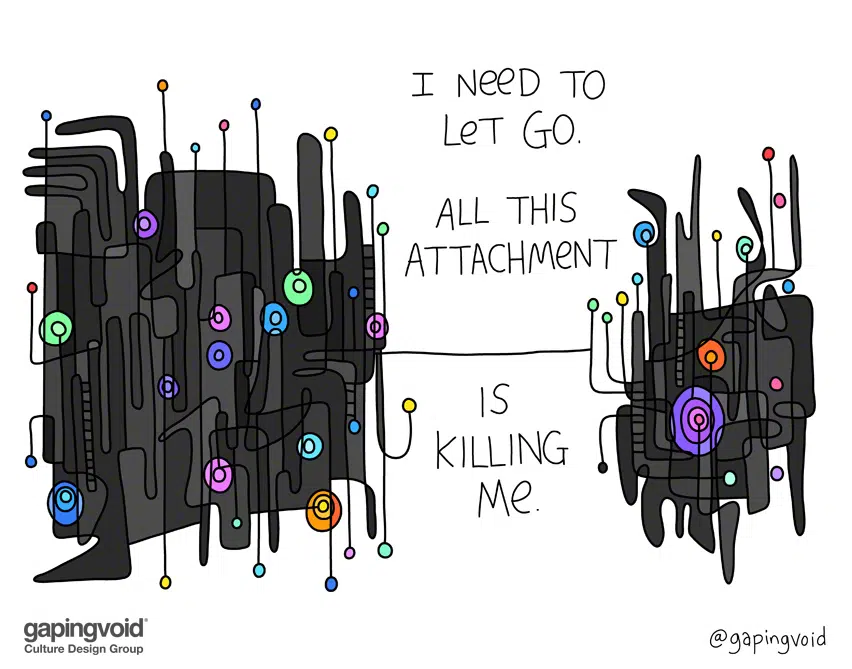 I NeeD TO
LeT GO.
ALL THIS
ATTACHMeNT
IS
KILLING
Me.
gapingvoid®
Culture Design Group
@gapingvoid